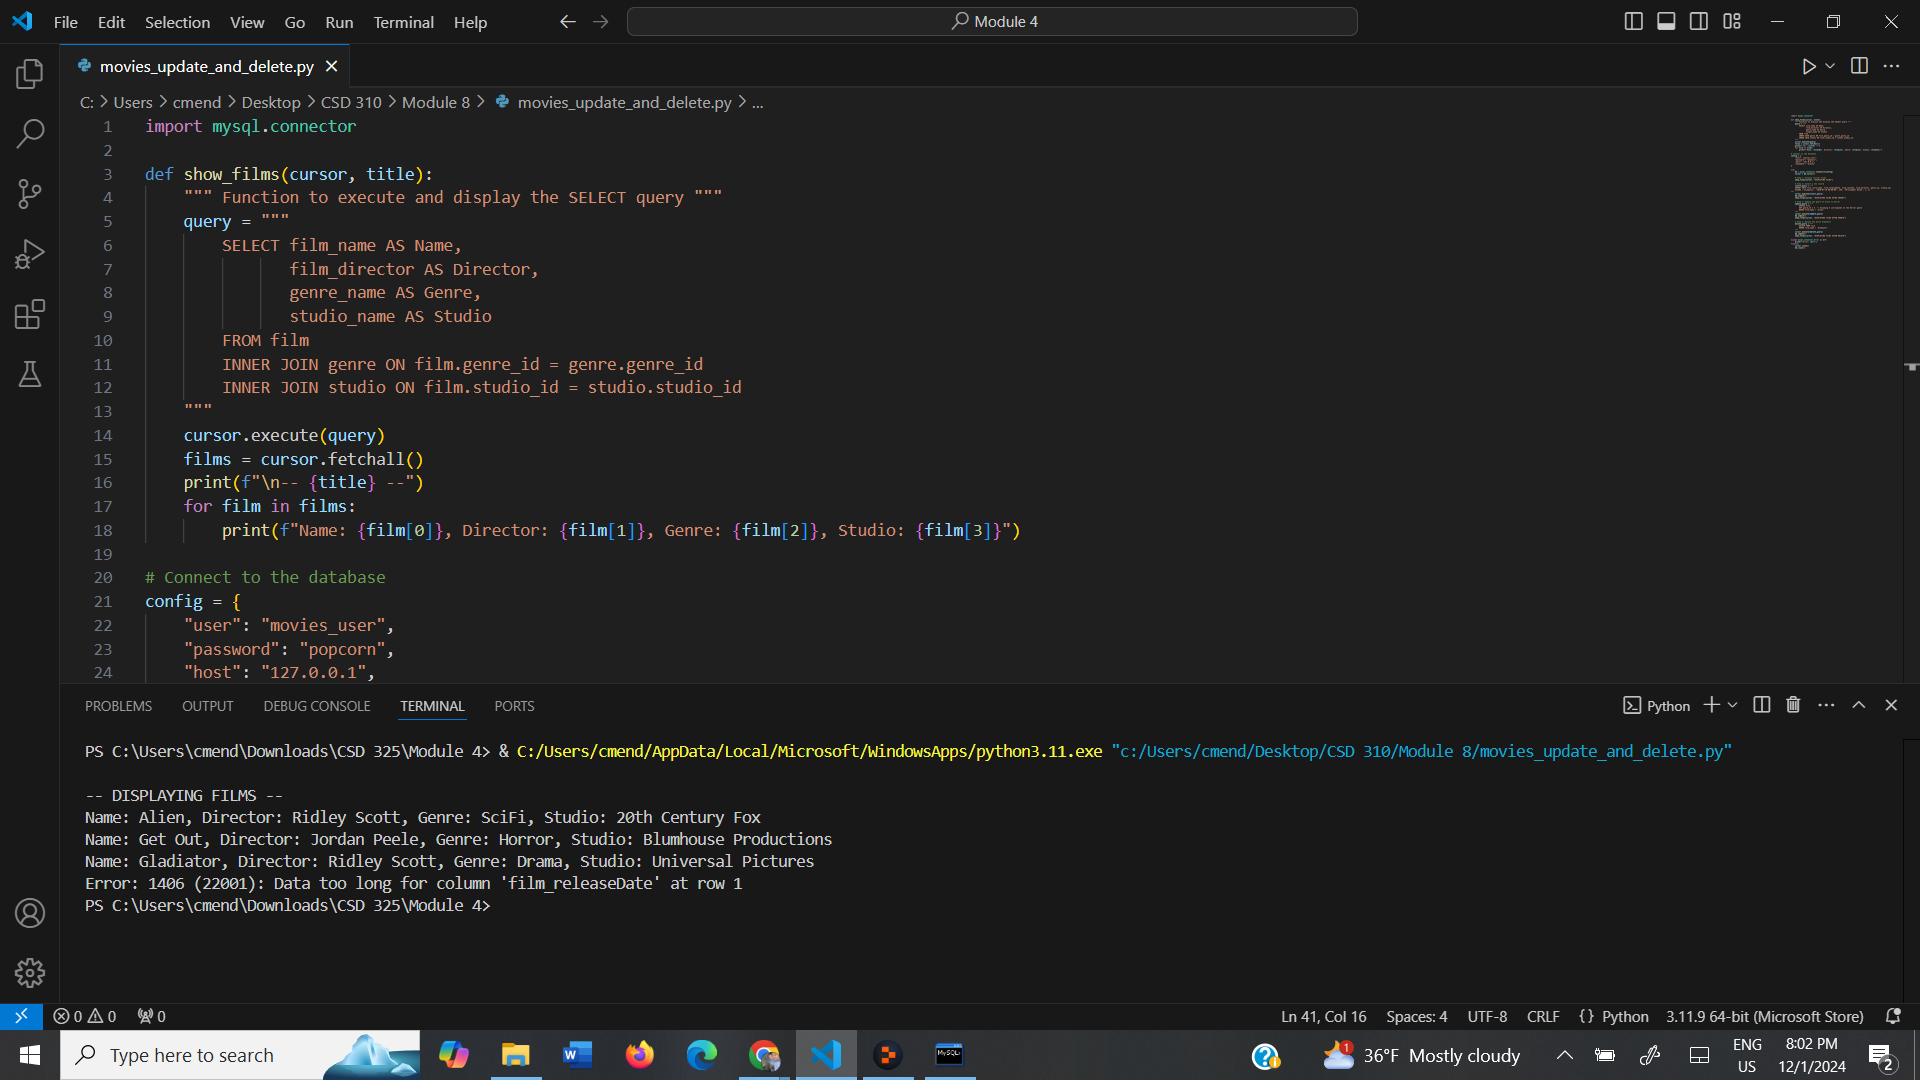 File Edit Selection View Go Run Terminal Help
Module 4
movies_update_and_delete.py
C: > Users > cmend > Desktop > CSD 310 > Module 8 > movies_update_and_delete.py > ...
1 import mysql.connector
2
3 def show_films(cursor, title):
4 """ Function to execute and display the SELECT query """
5 query = """
6 SELECT film_name AS Name,
7 film_director AS Director,
8 genre_name AS Genre,
9 studio_name AS Studio
10 FROM film
11 INNER JOIN genre ON film.genre_id = genre.genre_id
12 INNER JOIN studio ON film.studio_id = studio.studio_id
13 """
14 cursor.execute(query)
15 films = cursor.fetchall()
16 print(f"\n-- {title} --")
17 for film in films:
18 print(f"Name: {film[0]}, Director: {film[1]}, Genre: {film[2]}, Studio: {film[3]}")
19
20 # Connect to the database
21 config = {
22 "user": "movies_user",
23 "password": "popcorn",
24 "host": "127.0.0.1",
PROBLEMS OUTPUT DEBUG CONSOLE TERMINAL PORTS
Python
PS C:\Users\cmend\Downloads\CSD 325\Module 4> & C:/Users/cmend/AppData/Local/Microsoft/WindowsApps/python3.11.exe "c:/Users/cmend/Desktop/CSD 310/Module 8/movies_update_and_delete.py"
-- DISPLAYING FILMS --
Name: Alien, Director: Ridley Scott, Genre: SciFi, Studio: 20th Century Fox
Name: Get Out, Director: Jordan Peele, Genre: Horror, Studio: Blumhouse Productions
Name: Gladiator, Director: Ridley Scott, Genre: Drama, Studio: Universal Pictures
Error: 1406 (22001): Data too long for column 'film_releaseDate' at row 1
PS C:\Users\cmend\Downloads\CSD 325\Module 4>
0 0 0
Ln 41, Col 16 Spaces: 4 UTF-8 CRLF {} Python 3.11.9 64-bit (Microsoft Store)
Type here to search
1 36°F Mostly cloudy
ENG US
8:02 PM
12/1/2024
2